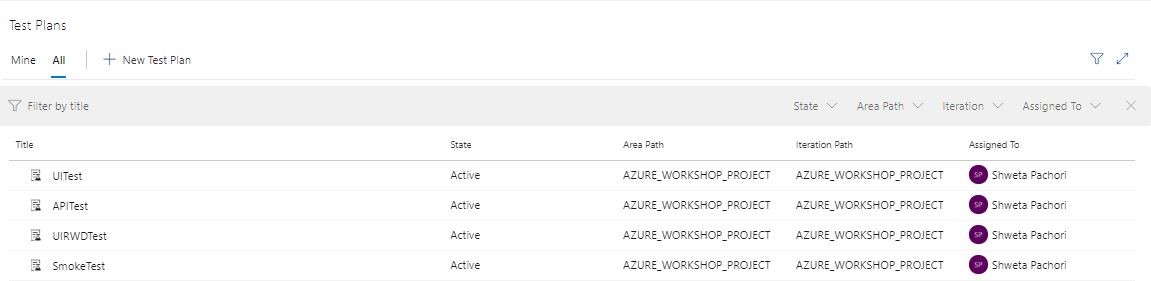 Test Plans
Mine All New Test Plan
Filter by title State Area Path Iteration Assigned To
Title State Area Path Iteration Path Assigned To
UITest Active AZURE_WORKSHOP_PROJECT AZURE_WORKSHOP_PROJECT SP Shweta Pachori
APITest Active AZURE_WORKSHOP_PROJECT AZURE_WORKSHOP_PROJECT SP Shweta Pachori
UIRWDTest Active AZURE_WORKSHOP_PROJECT AZURE_WORKSHOP_PROJECT SP Shweta Pachori
SmokeTest Active AZURE_WORKSHOP_PROJECT AZURE_WORKSHOP_PROJECT SP Shweta Pachori